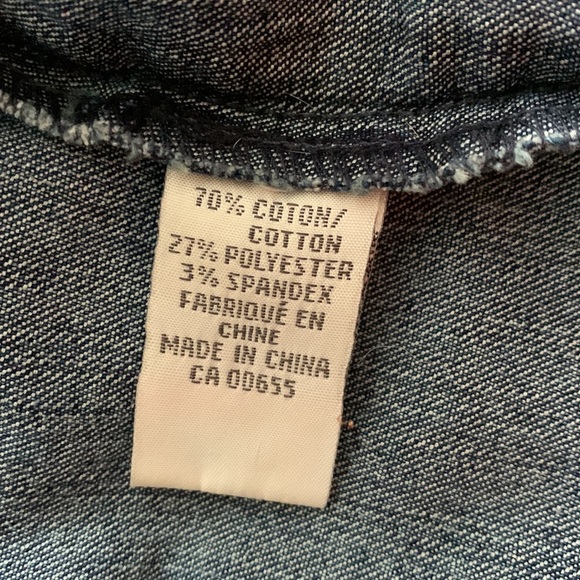 70% COTON/
COTTON
27% POLYESTER
3% SPANDEX
FABRIQUÉ EN
CHINE
MADE IN CHINA
CA 00655